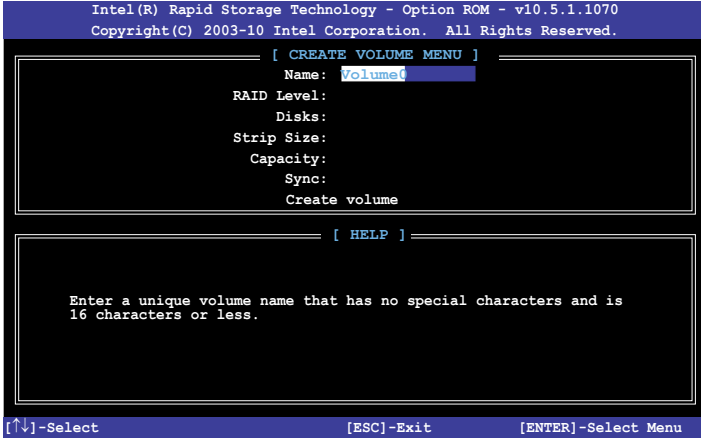 Intel(R) Rapid Storage Technology - Option ROM - v10.5.1.1070
Copyright(C) 2003-10 Intel Corporation. All Rights Reserved.
[ CREATE VOLUME MENU ]
Name: Volume0
RAID Level:
Disks:
Strip Size:
Capacity:
Sync:
Create volume
[ HELP ]
Enter a unique volume name that has no special characters and is
16 characters or less.
[↑↓]-Select [ESC]-Exit [ENTER]-Select Menu